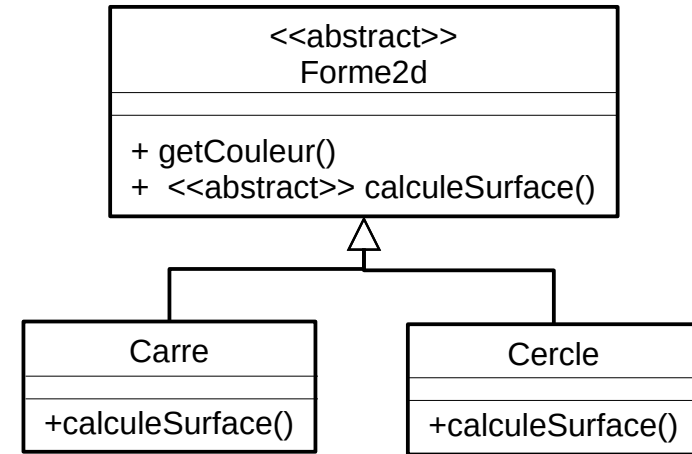 <<abstract>>
Forme2d
+ getCouleur()
+ <<abstract>> calculeSurface()
Carre
+calculeSurface()
Cercle
+calculeSurface()